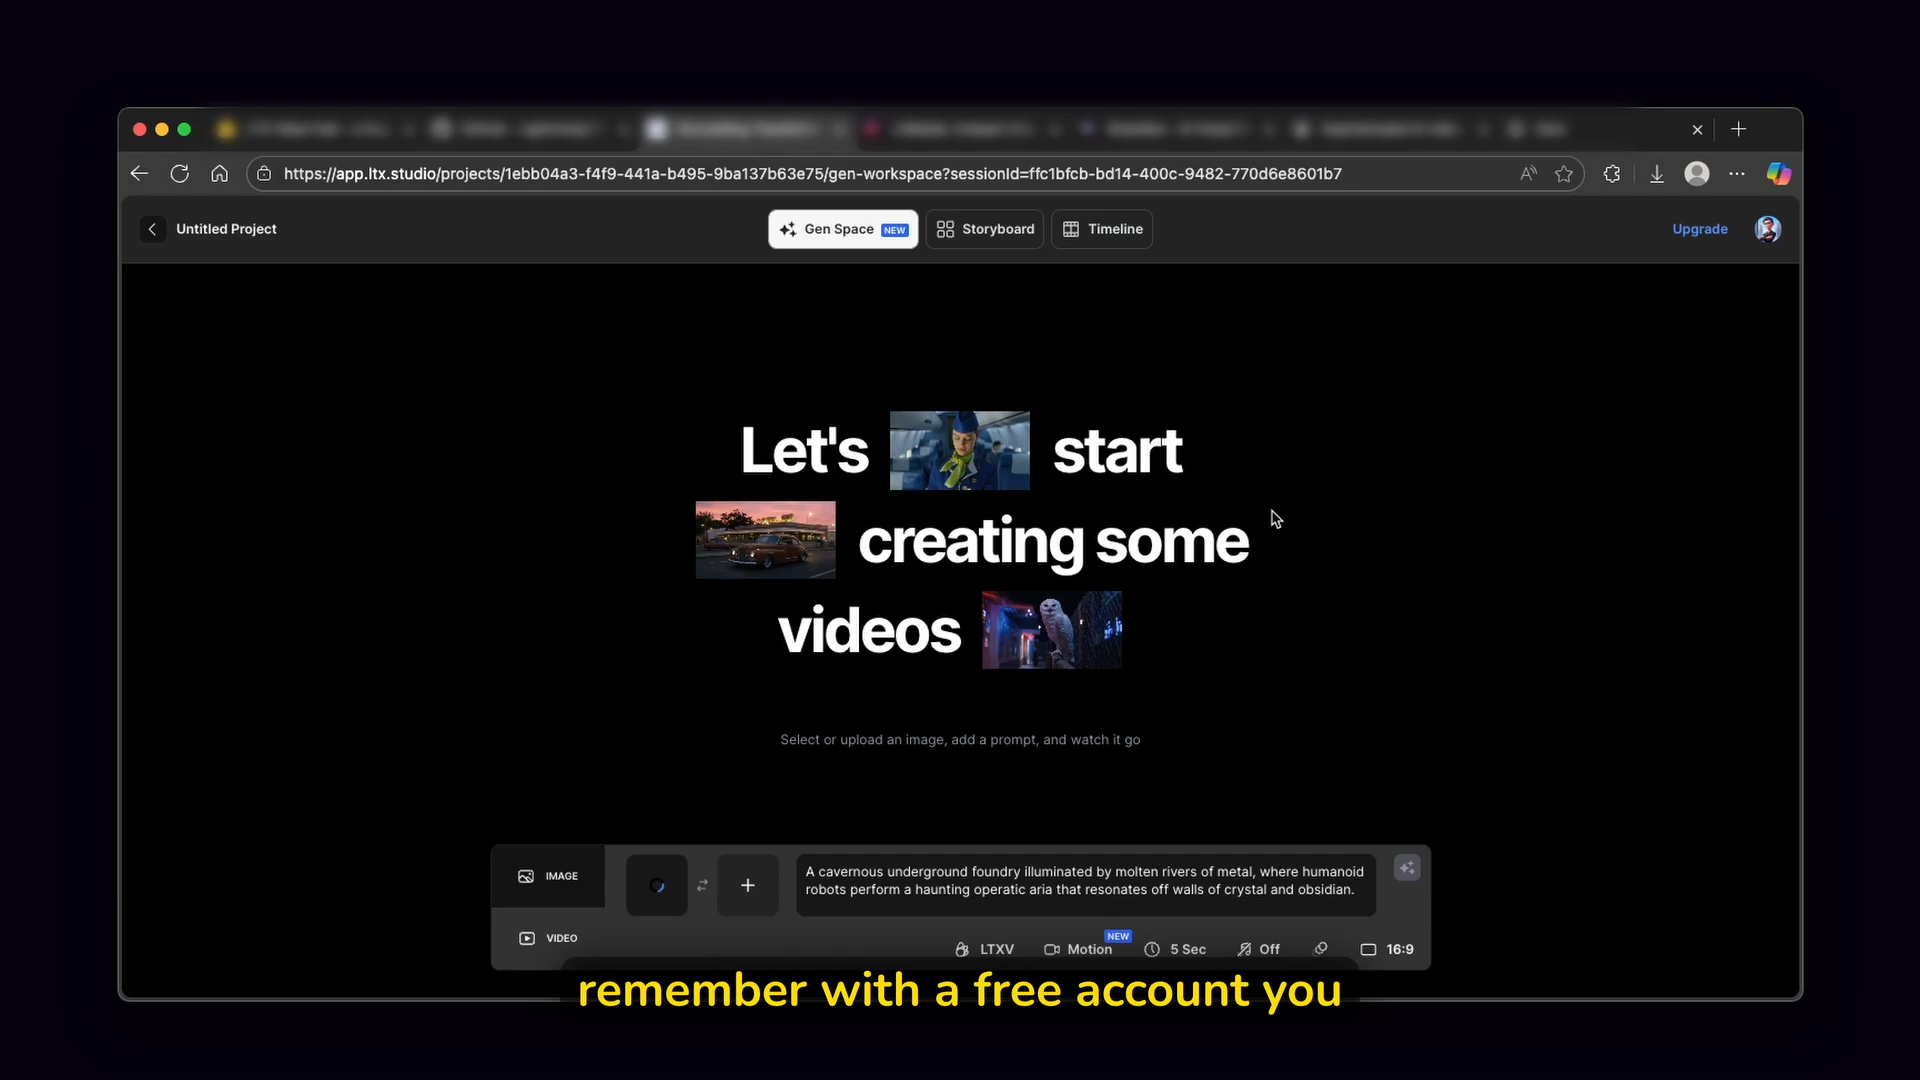 https://app.ltx.studio/projects/1ebb04a3-f4f9-441a-b495-9ba137b63e75/gen-workspace?sessionId=ffc1bfcb-bd14-400c-9482-770d6e8601b7
Untitled Project
Gen Space NEW
Storyboard
Timeline
Upgrade
Let's start
creating some
videos
Select or upload an image, add a prompt, and watch it go
IMAGE
A cavernous underground foundry illuminated by molten rivers of metal, where humanoid
robots perform a haunting operatic aria that resonates off walls of crystal and obsidian.
VIDEO
LTXV
Motion
NEW
5 Sec
Off
16:9
remember with a free account you